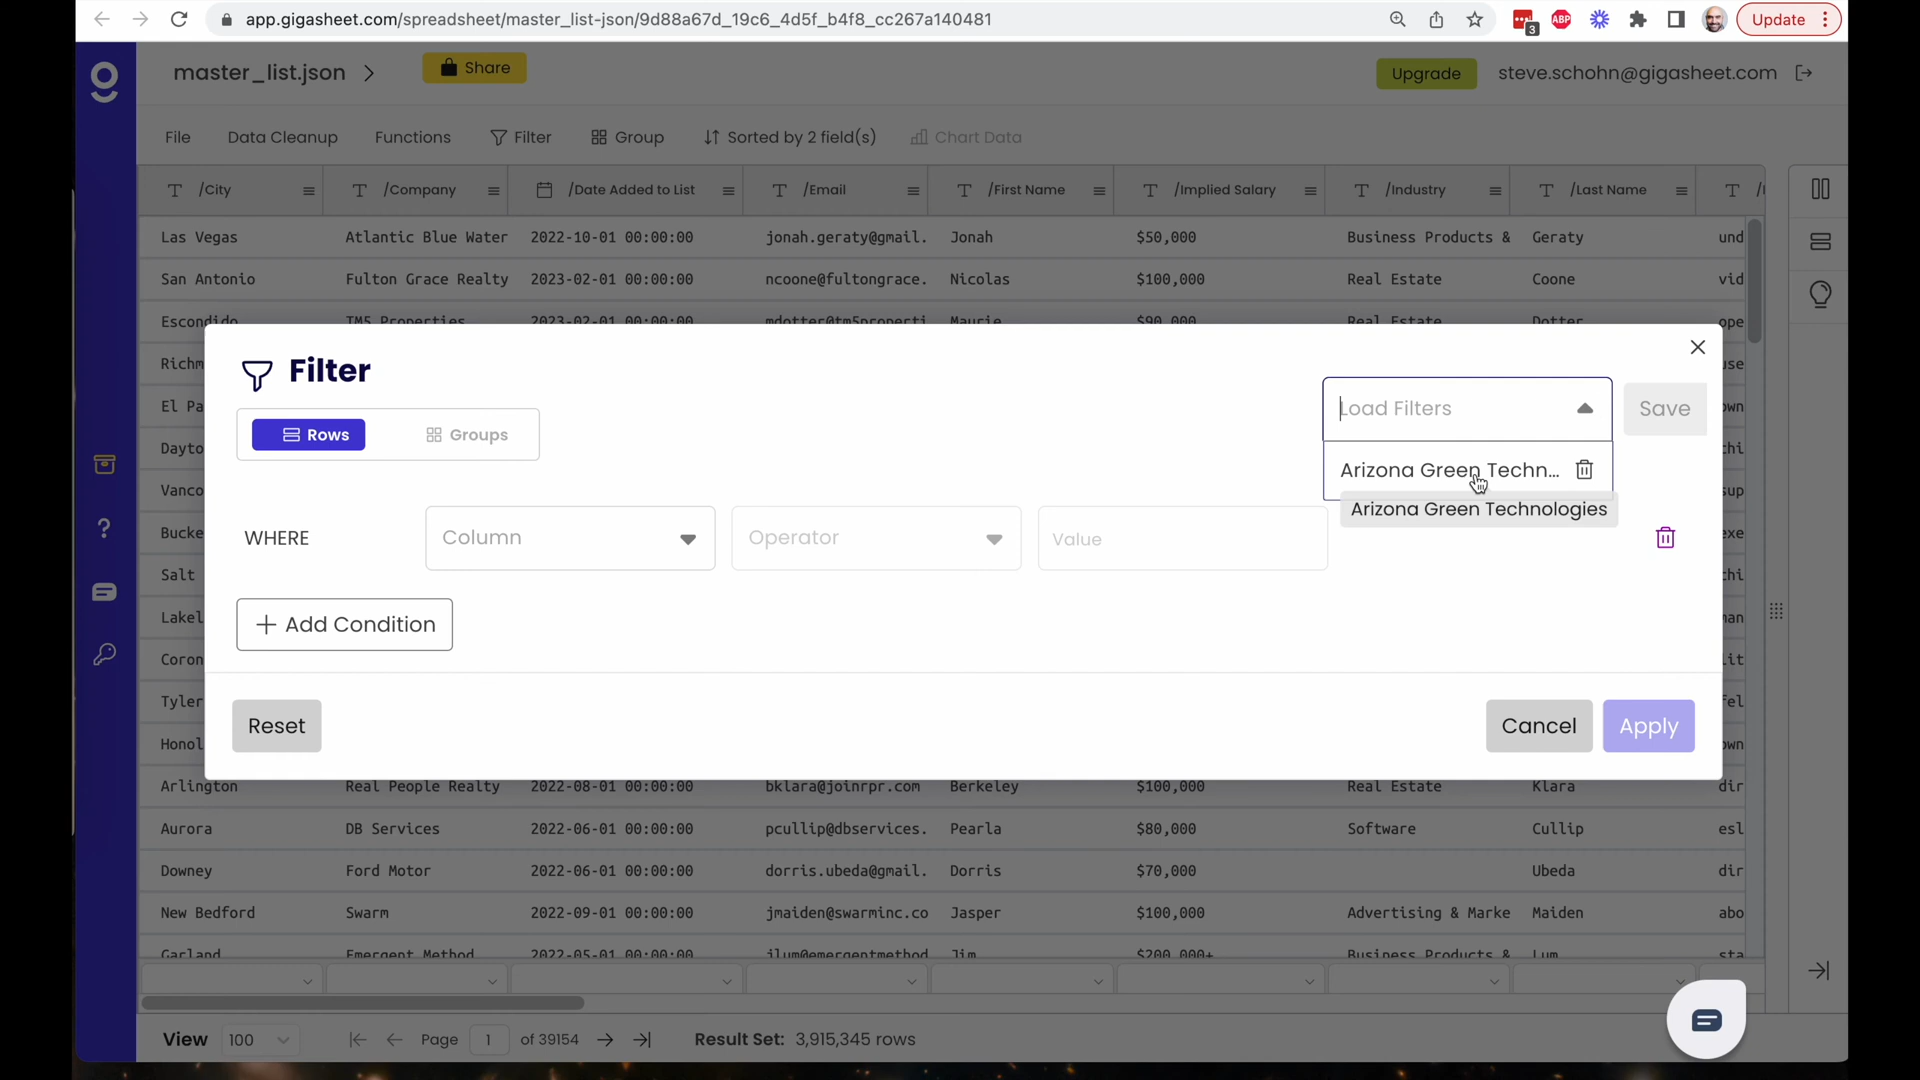 app.gigasheet.com/spreadsheet/master_list-json/9d88a67d_19c6_4d5f_b4f8_cc267a140481
3
ABP
Update
master_list.json
Share
Upgrade
steve.schohn@gigasheet.com
File Data Cleanup Functions Filter Group Sorted by 2 field(s) Chart Data
/City /Company /Date Added to List /Email /First Name /Implied Salary /Industry /Last Name
Las Vegas Atlantic Blue Water 2022-10-01 00:00:00 jonah.geraty@gmail. Jonah $50,000 Business Products & Geraty und
San Antonio Fulton Grace Realty 2023-02-01 00:00:00 ncoone@fultongrace. Nicolas $100,000 Real Estate Coone vid
Escondido TM5 Properties 2023-02-01 00:00:00 mdotter@tm5properti Maurie $90,000 Real Estate Dotter ope
Filter
Load Filters
Save
Rows
Groups
Arizona Green Techn...
Arizona Green Technologies
WHERE
Column
Operator
Value
+ Add Condition
Reset
Cancel
Apply
Richm
El Pa
Dayto
Vanco
Bucke
Salt
Lakel
Coron
Tyler
Honol
Arlington Real People Realty 2022-08-01 00:00:00 bklara@joinrpr.com Berkeley $100,000 Real Estate Klara dir
Aurora DB Services 2022-06-01 00:00:00 pcullip@dbservices. Pearla $80,000 Software Cullip esl
Downey Ford Motor 2022-06-01 00:00:00 dorris.ubeda@gmail. Dorris $70,000 Ubeda dir
New Bedford Swarm 2022-09-01 00:00:00 jmaiden@swarminc.co Jasper $100,000 Advertising & Marke Maiden abo
Garland Emergent Method 2022-05-01 00:00:00 jlum@emergentmethod Jim $200,000+ Business Products & Lum sta
View 100 Page 1 of 39154 Result Set: 3,915,345 rows